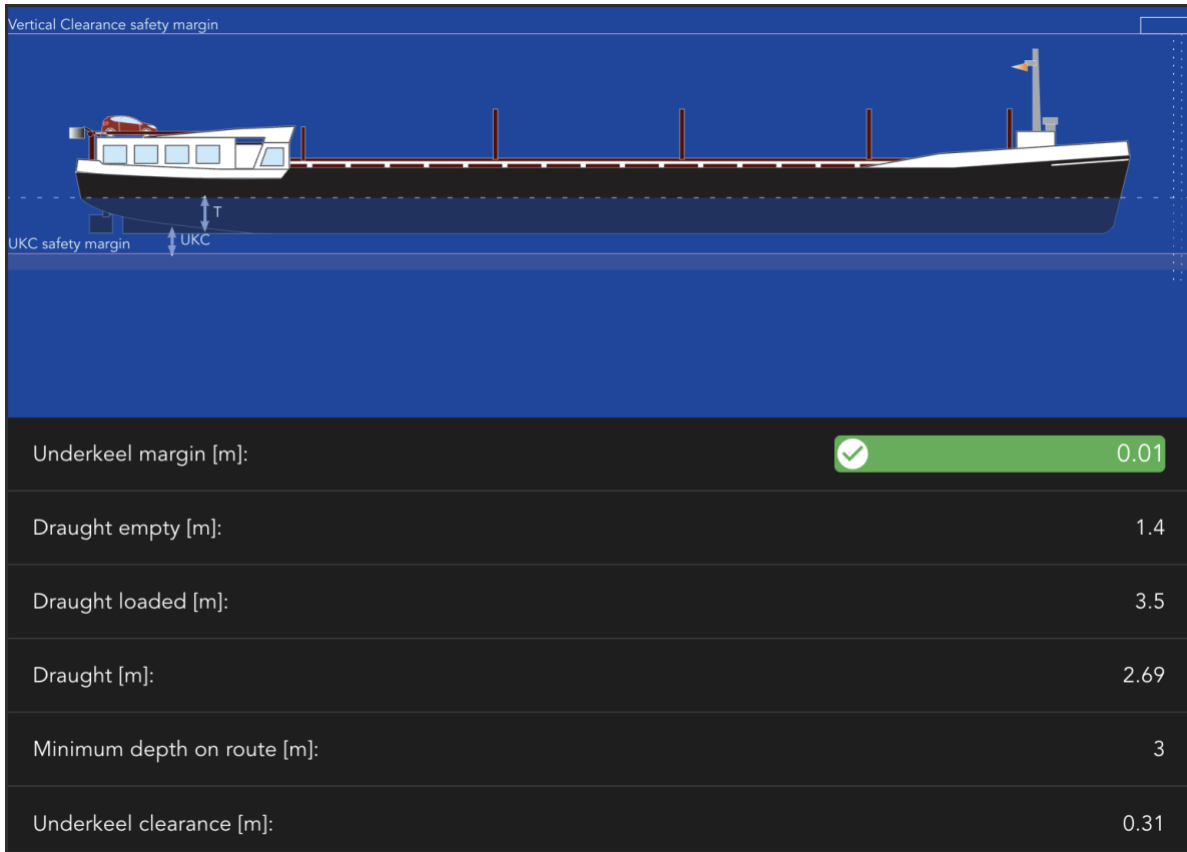 Vertical Clearance safety margin
T
UKC
UKC safety margin
Underkeel margin [m]: 0.01
Draught empty [m]: 1.4
Draught loaded [m]: 3.5
Draught [m]: 2.69
Minimum depth on route [m]: 3
Underkeel clearance [m]: 0.31